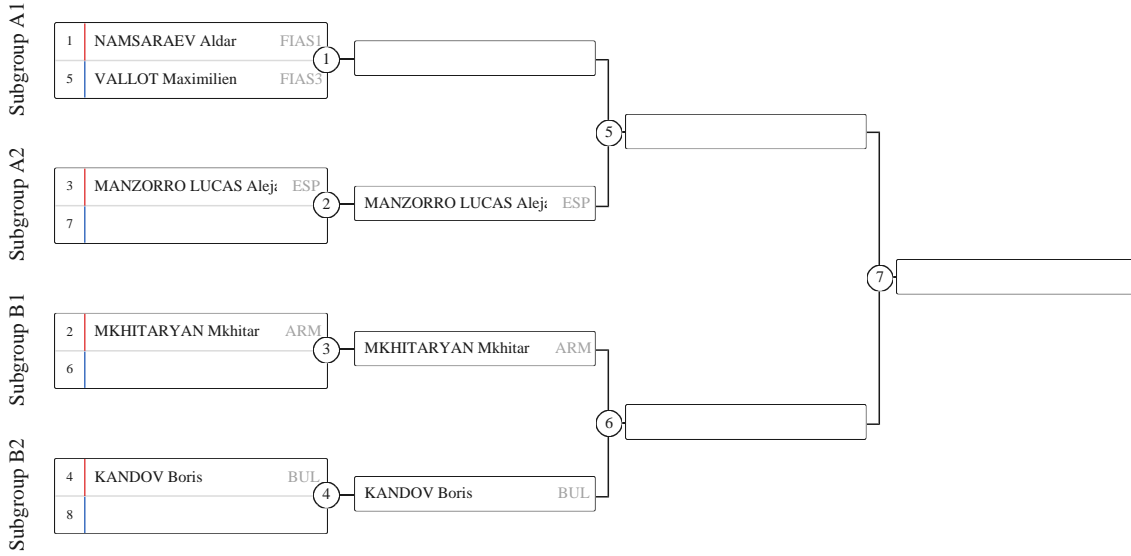 Subgroup A1
1 NAMSARAEV Aldar FIAS1
5 VALLOT Maximilien FIAS3
1
5
Subgroup A2
3 MANZORRO LUCAS Alej ESP
7
2
MANZORRO LUCAS Alej ESP
7
Subgroup B1
2 MKHITARYAN Mkhitar ARM
6
3
MKHITARYAN Mkhitar ARM
6
Subgroup B2
4 KANDOV Boris BUL
8
4
KANDOV Boris BUL